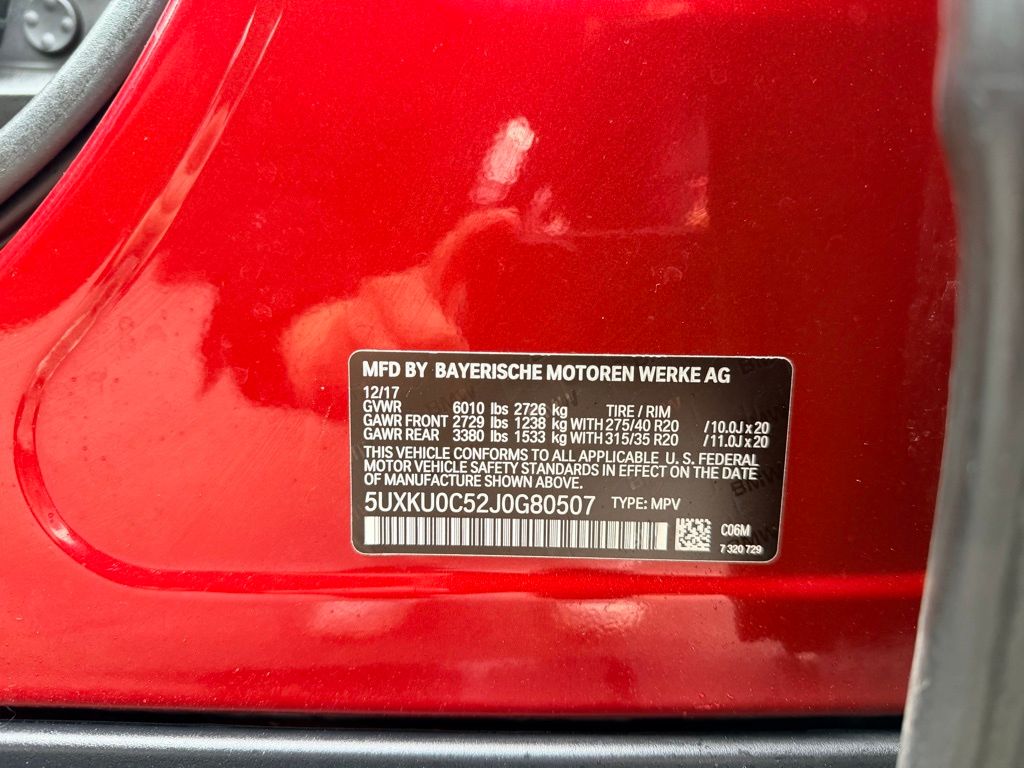 MFD BY BAYERISCHE MOTOREN WERKE AG
12/17
GVWR 6010 lbs 2726 kg TIRE / RIM
GAWR FRONT 2729 lbs 1238 kg WITH 275/40 R20 / 10.0J x 20
GAWR REAR 3380 lbs 1533 kg WITH 315/35 R20 / 11.0J x 20
THIS VEHICLE CONFORMS TO ALL APPLICABLE U. S. FEDERAL
MOTOR VEHICLE SAFETY STANDARDS IN EFFECT ON THE DATE
OF MANUFACTURE SHOWN ABOVE.
5UXKU0C52J0G80507 TYPE: MPV
C06M
7 320 729